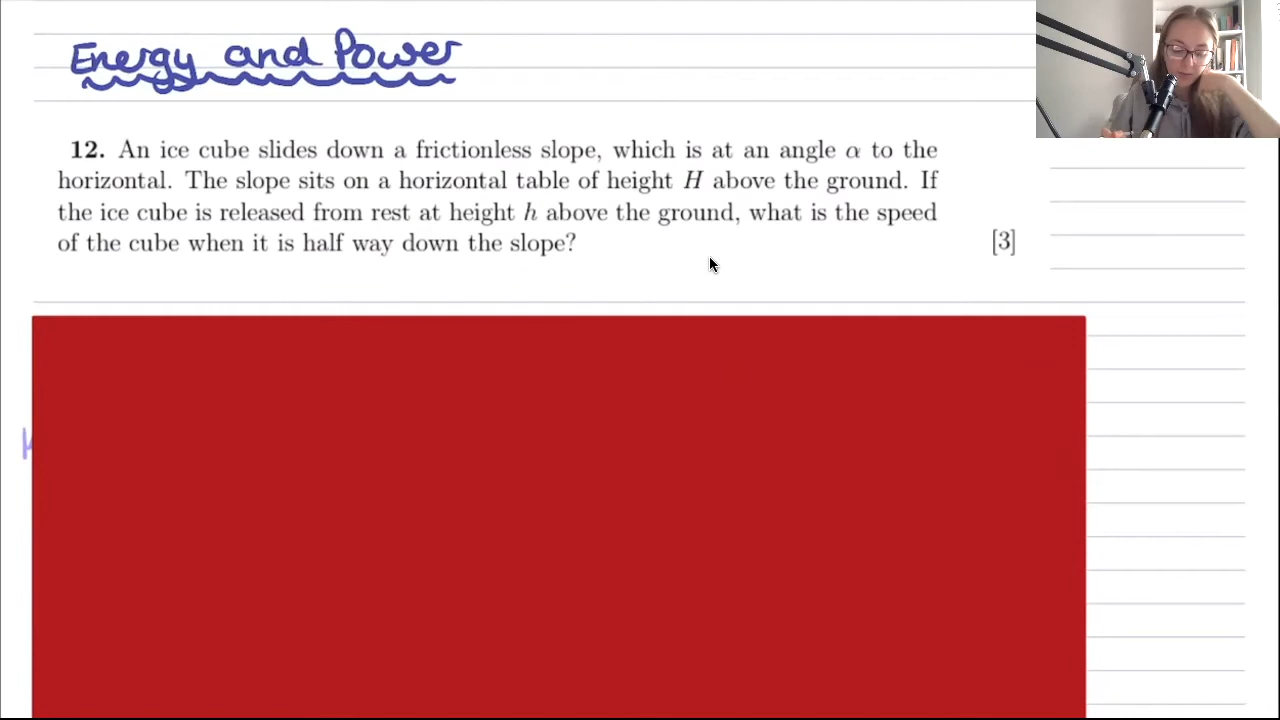 Energy and Power
12. An ice cube slides down a frictionless slope, which is at an angle α to the
horizontal. The slope sits on a horizontal table of height H above the ground. If
the ice cube is released from rest at height h above the ground, what is the speed
of the cube when it is half way down the slope?
[3]